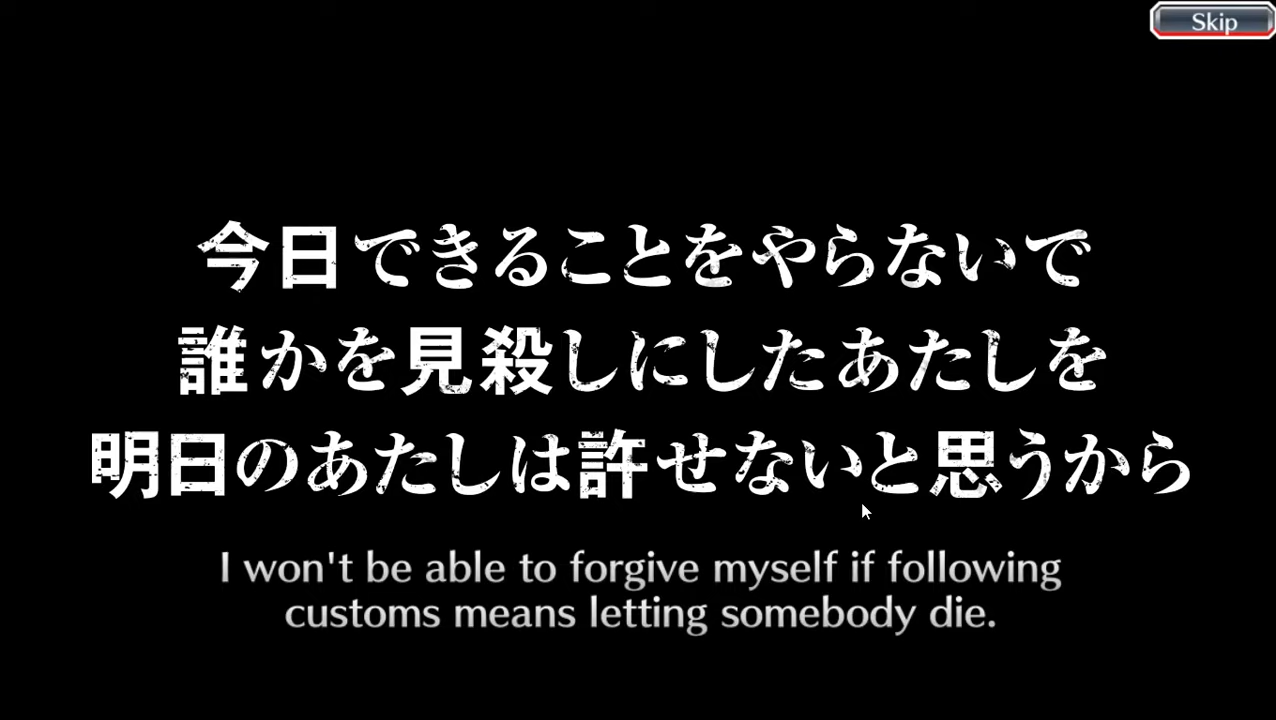 Skip
今日できることをやらないで
誰かを見殺しにしたあたしを
明日のあたしは許せないと思うから
I won't be able to forgive myself if following
customs means letting somebody die.